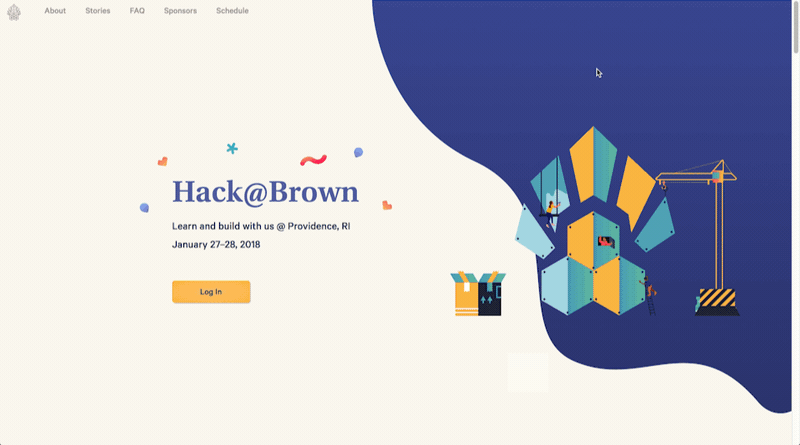 About Stories FAQ Sponsors Schedule
Hack@Brown
Learn and build with us @ Providence, RI
January 27–28, 2018
Log In